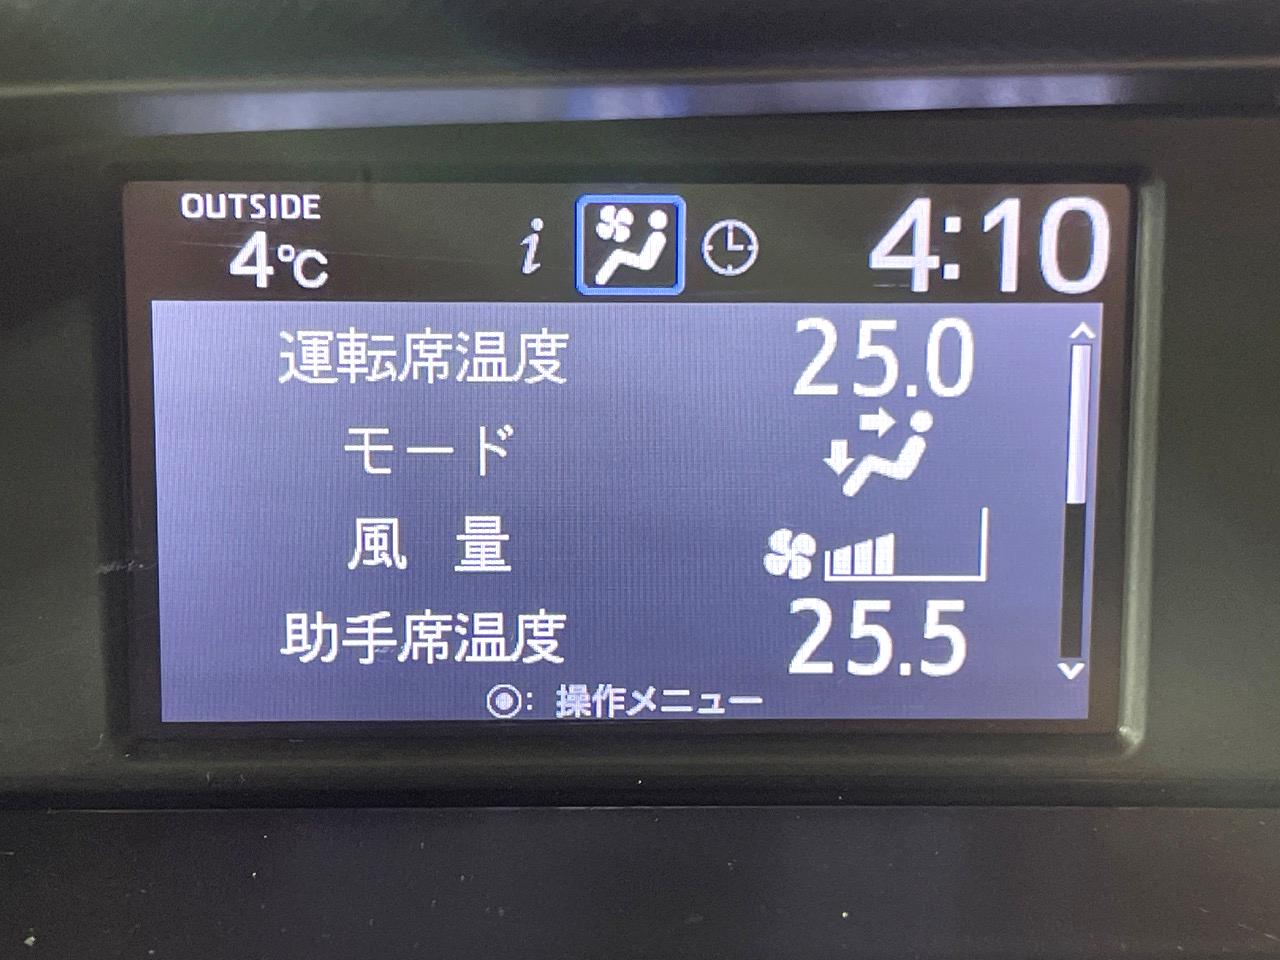 OUTSIDE
4℃
i
4:10
運転席温度 25.0
モード
風 量
助手席温度 25.5
◉: 操作メニュー